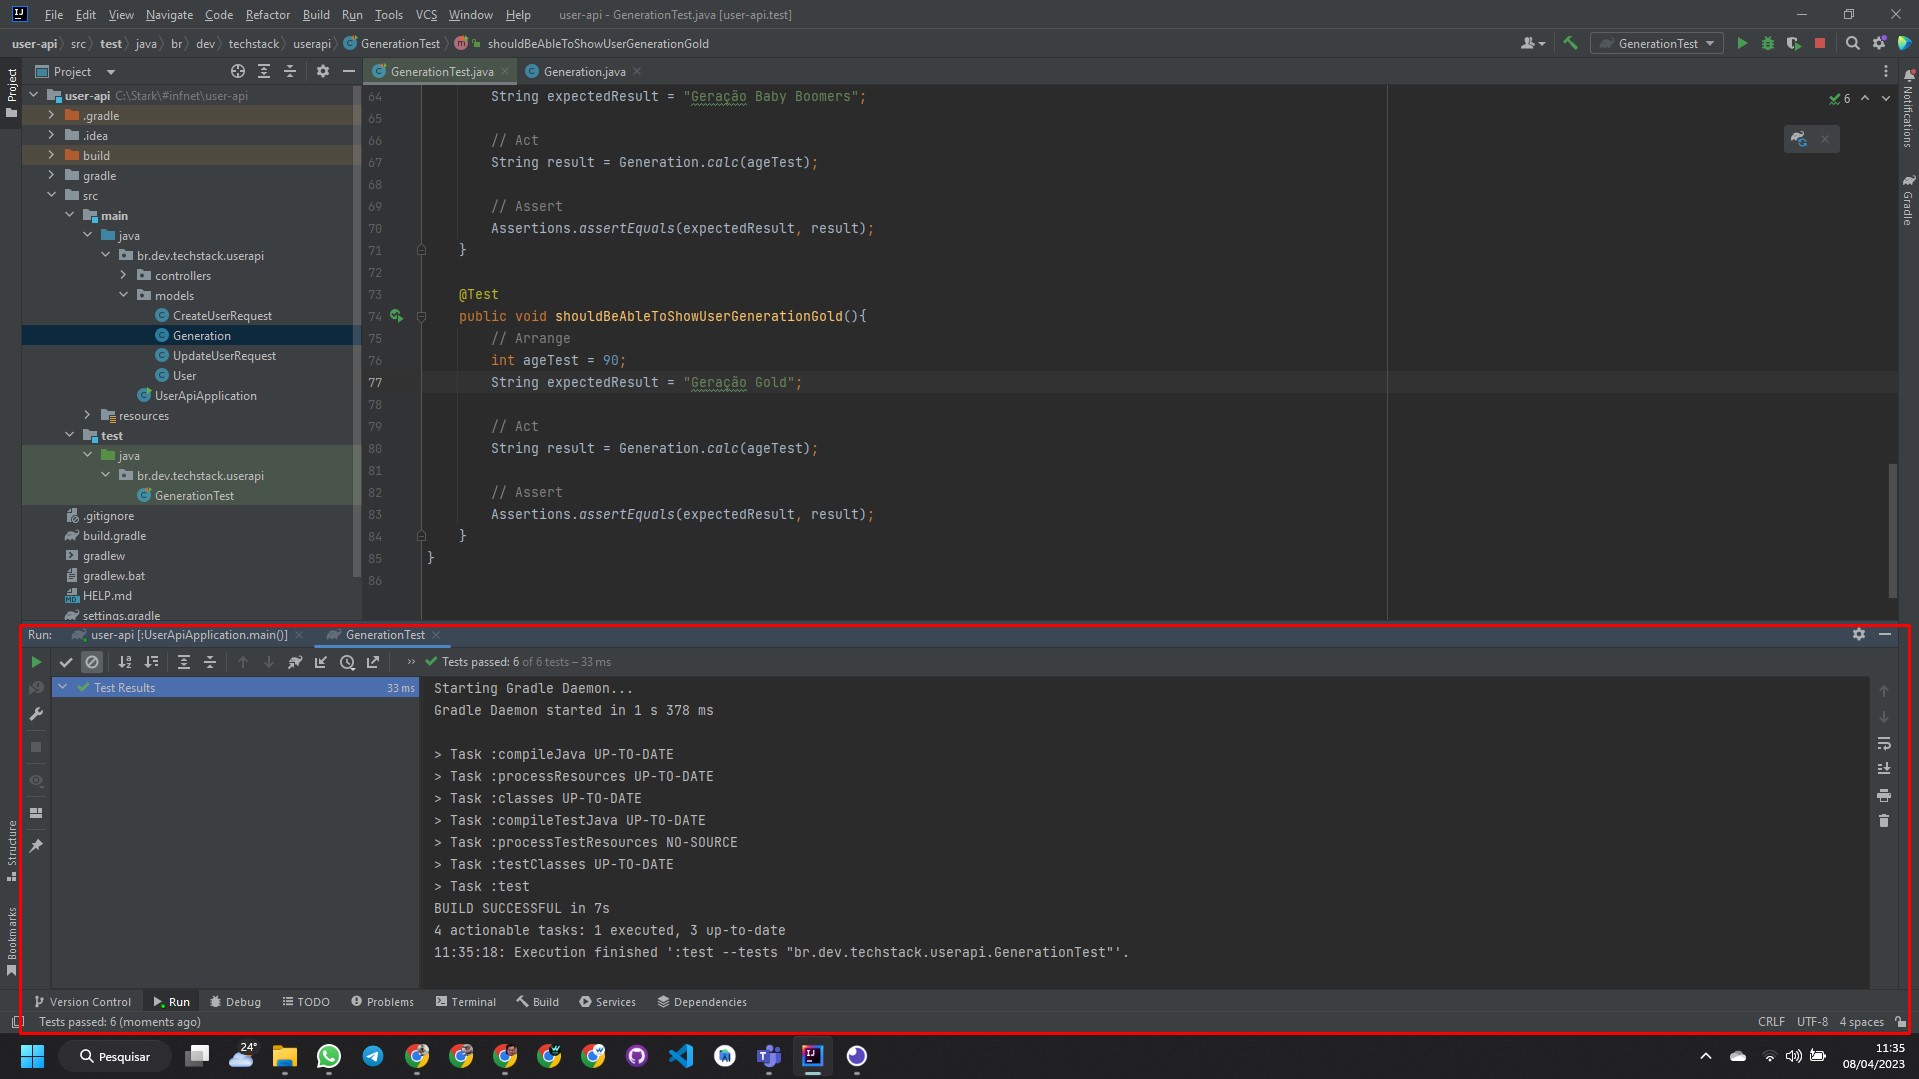 File Edit View Navigate Code Refactor Build Run Tools VCS Window Help user-api - GenerationTest.java [user-api.test]
user-api src test java br dev techstack userapi GenerationTest shouldBeAbleToShowUserGenerationGold GenerationTest
Project
Project
GenerationTest.java
Generation.java
user-api C:\Stark\#infnet\user-api
.gradle
.idea
build
gradle
src
main
java
br.dev.techstack.userapi
controllers
models
CreateUserRequest
Generation
UpdateUserRequest
User
UserApiApplication
resources
test
java
br.dev.techstack.userapi
GenerationTest
.gitignore
build.gradle
gradlew
gradlew.bat
HELP.md
settings.gradle
64 String expectedResult = "Geração Baby Boomers";
65
66 // Act
67 String result = Generation.calc(ageTest);
68
69 // Assert
70 Assertions.assertEquals(expectedResult, result);
71 }
72
73 @Test
74 public void shouldBeAbleToShowUserGenerationGold(){
75 // Arrange
76 int ageTest = 90;
77 String expectedResult = "Geração Gold";
78
79 // Act
80 String result = Generation.calc(ageTest);
81
82 // Assert
83 Assertions.assertEquals(expectedResult, result);
84 }
85 }
86
6
Notifications
Gradle
Run: user-api [:UserApiApplication.main()] GenerationTest
Tests passed: 6 of 6 tests – 33 ms
Test Results 33 ms
Starting Gradle Daemon...
Gradle Daemon started in 1 s 378 ms
> Task :compileJava UP-TO-DATE
> Task :processResources UP-TO-DATE
> Task :classes UP-TO-DATE
> Task :compileTestJava UP-TO-DATE
> Task :processTestResources NO-SOURCE
> Task :testClasses UP-TO-DATE
> Task :test
BUILD SUCCESSFUL in 7s
4 actionable tasks: 1 executed, 3 up-to-date
11:35:18: Execution finished ':test --tests "br.dev.techstack.userapi.GenerationTest"'.
Structure
Bookmarks
Version Control Run Debug TODO Problems Terminal Build Services Dependencies
Tests passed: 6 (moments ago) CRLF UTF-8 4 spaces
Pesquisar
24°
11:35
08/04/2023